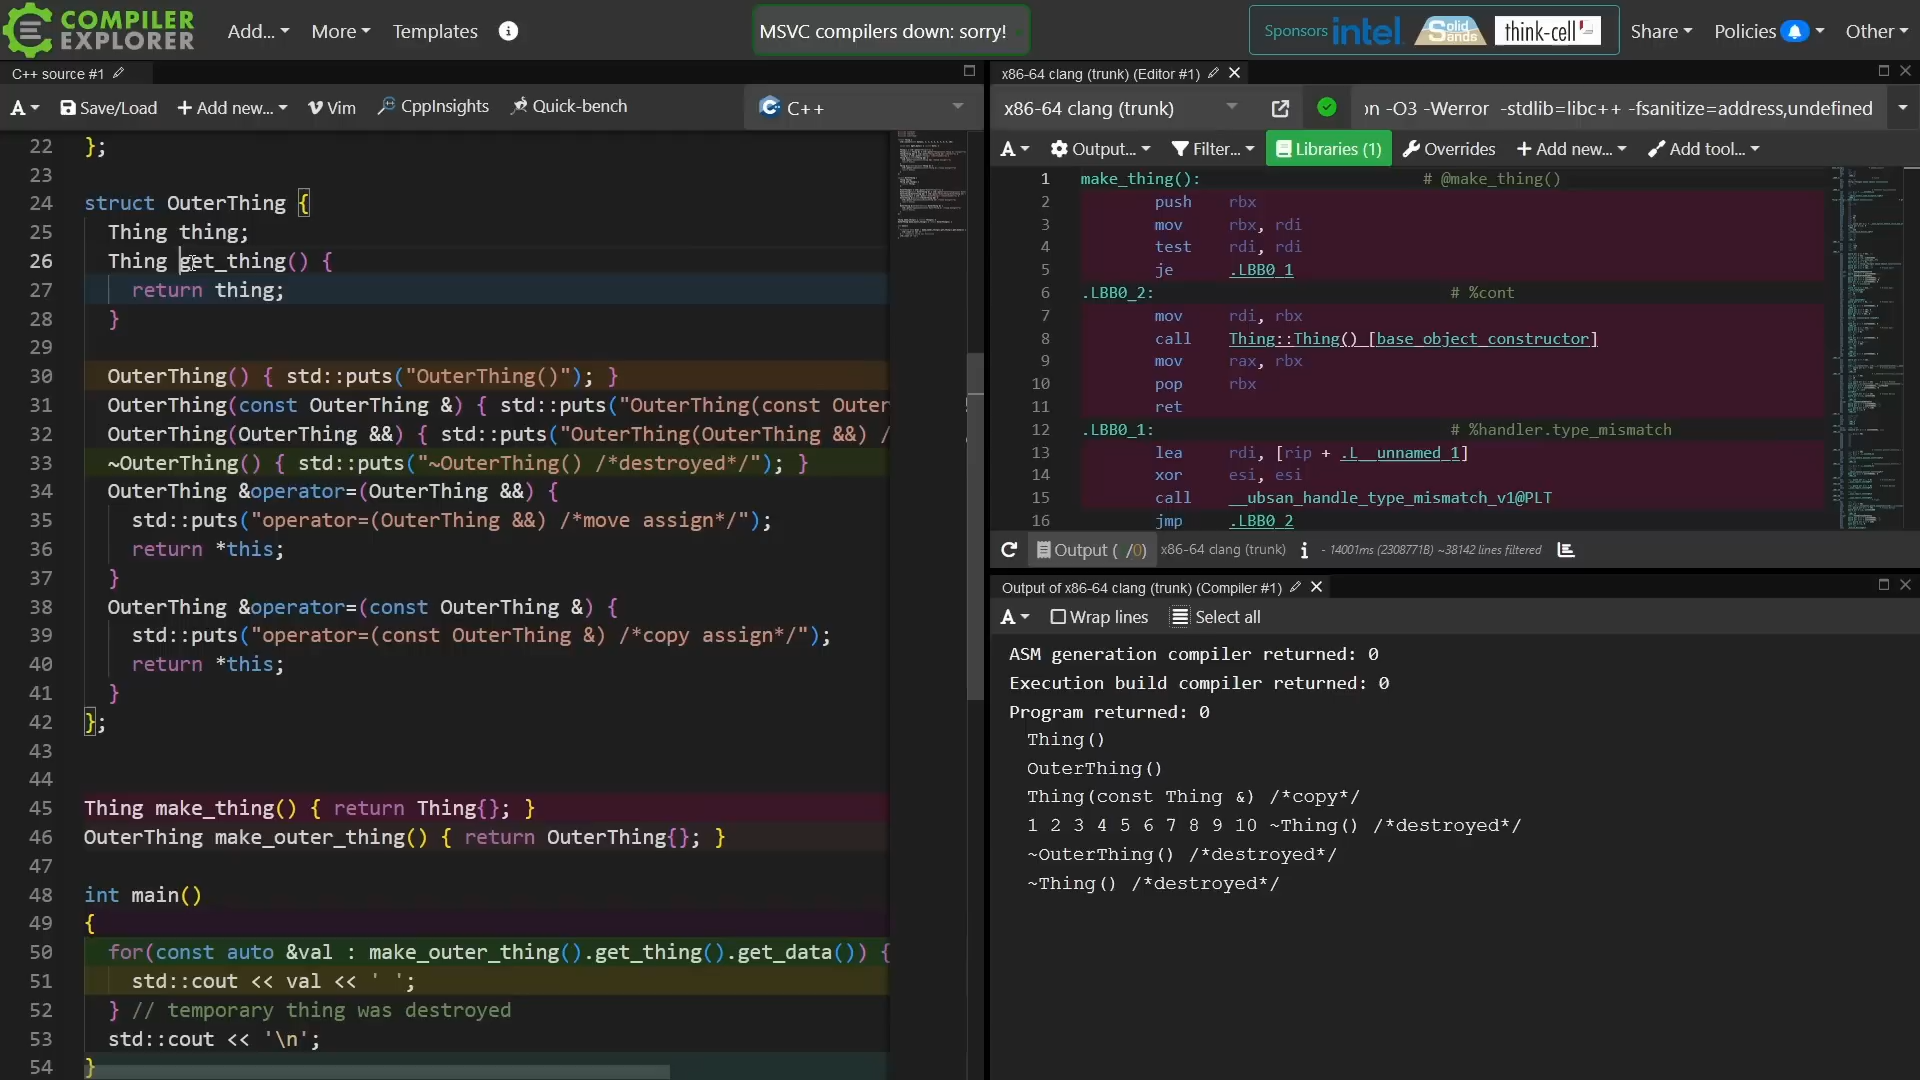 COMPILER EXPLORER
Add...
More
Templates
MSVC compilers down: sorry!
Sponsors intel Solid Sands think-cell
Share
Policies
Other
C++ source #1
A
Save/Load
Add new...
Vim
CppInsights
Quick-bench
C++
22 };
23
24 struct OuterThing {
25 Thing thing;
26 Thing get_thing() {
27 return thing;
28 }
29
30 OuterThing() { std::puts("OuterThing()"); }
31 OuterThing(const OuterThing &) { std::puts("OuterThing(const Outer
32 OuterThing(OuterThing &&) { std::puts("OuterThing(OuterThing &&) /
33 ~OuterThing() { std::puts("~OuterThing() /*destroyed*/"); }
34 OuterThing &operator=(OuterThing &&) {
35 std::puts("operator=(OuterThing &&) /*move assign*/");
36 return *this;
37 }
38 OuterThing &operator=(const OuterThing &) {
39 std::puts("operator=(const OuterThing &) /*copy assign*/");
40 return *this;
41 }
42 };
43
44
45 Thing make_thing() { return Thing{}; }
46 OuterThing make_outer_thing() { return OuterThing{}; }
47
48 int main()
49 {
50 for(const auto &val : make_outer_thing().get_thing().get_data()) {
51 std::cout << val << ' ';
52 } // temporary thing was destroyed
53 std::cout << '\n';
54 }
x86-64 clang (trunk) (Editor #1)
x86-64 clang (trunk)
on -O3 -Werror -stdlib=libc++ -fsanitize=address,undefined
A
Output...
Filter...
Libraries (1)
Overrides
Add new...
Add tool...
1 make_thing(): # @make_thing()
2 push rbx
3 mov rbx, rdi
4 test rdi, rdi
5 je .LBB0_1
6 .LBB0_2: # %cont
7 mov rdi, rbx
8 call Thing::Thing() [base object constructor]
9 mov rax, rbx
10 pop rbx
11 ret
12 .LBB0_1: # %handler.type_mismatch
13 lea rdi, [rip + .L__unnamed_1]
14 xor esi, esi
15 call __ubsan_handle_type_mismatch_v1@PLT
16 jmp .LBB0_2
Output ( /0) x86-64 clang (trunk) i - 14001ms (2308771B) ~38142 lines filtered
Output of x86-64 clang (trunk) (Compiler #1)
A
Wrap lines
Select all
ASM generation compiler returned: 0
Execution build compiler returned: 0
Program returned: 0
Thing()
OuterThing()
Thing(const Thing &) /*copy*/
1 2 3 4 5 6 7 8 9 10 ~Thing() /*destroyed*/
~OuterThing() /*destroyed*/
~Thing() /*destroyed*/